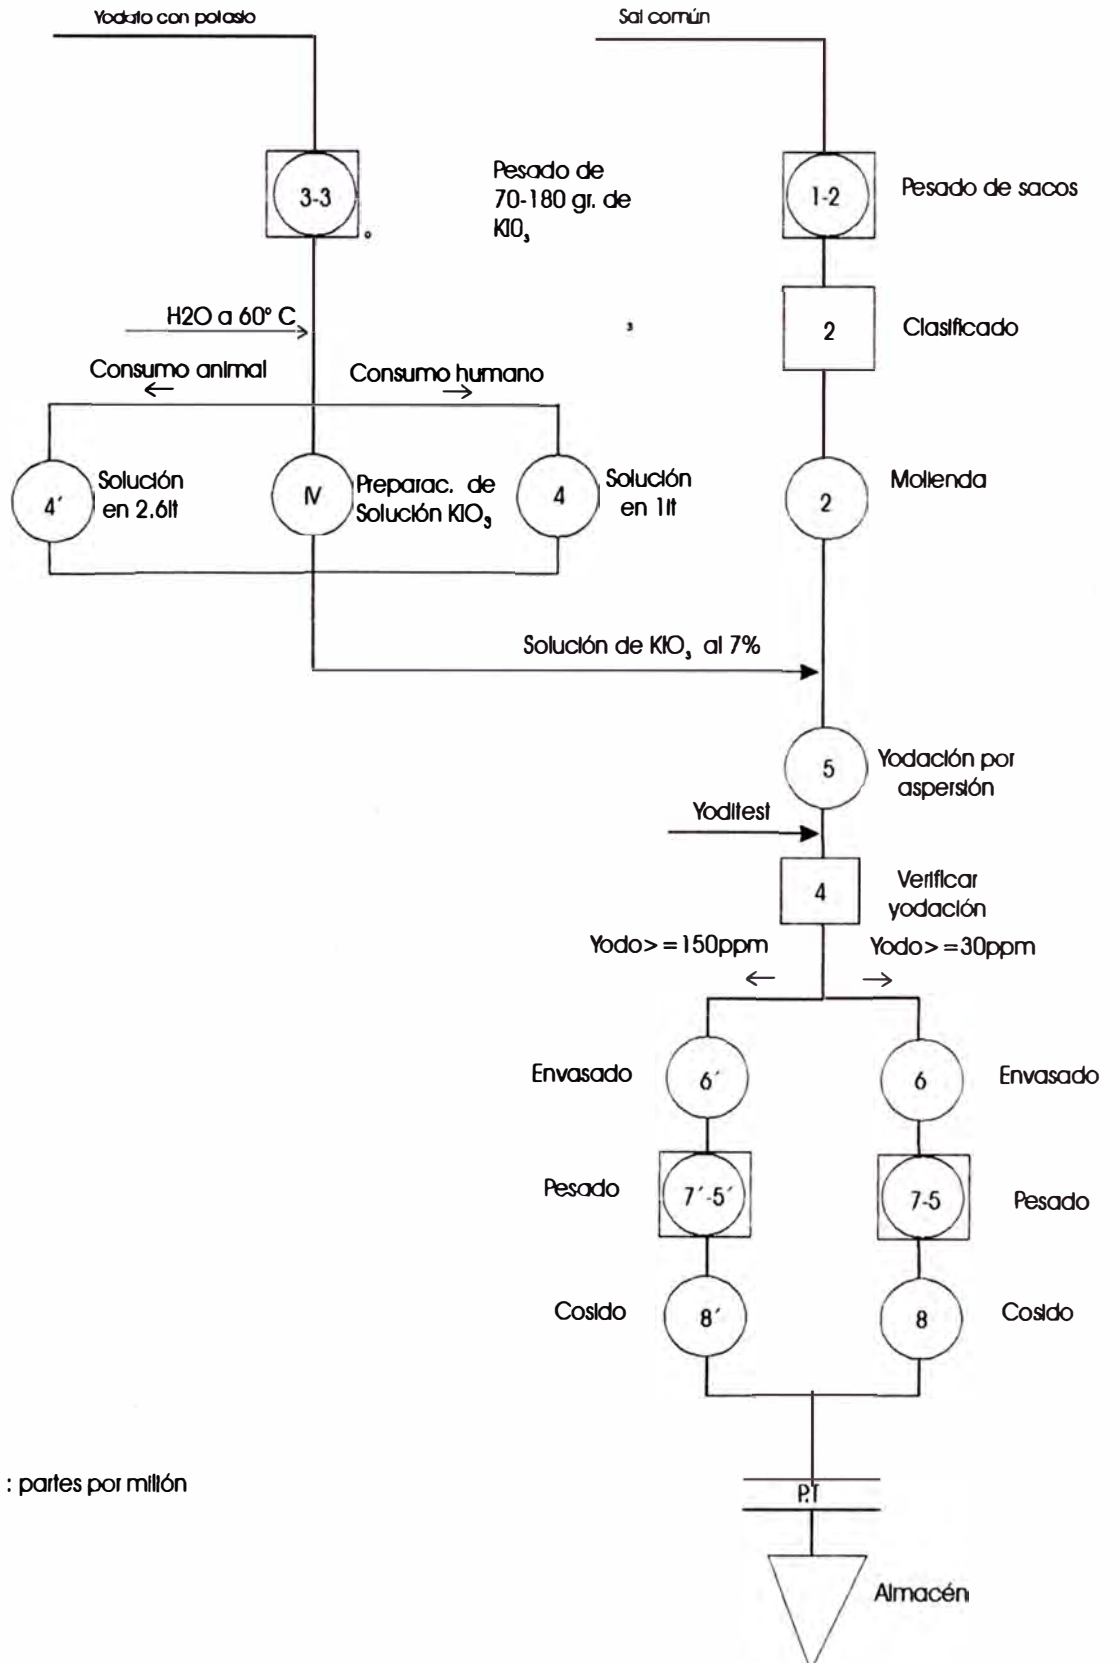 Yodato con potasio
Sal común
3-3
Pesado de
70-180 gr. de
KIO₃
1-2
Pesado de sacos
H2O a 60° C
3
2
Clasificado
Consumo animal
←
Consumo humano
→
4´
Solución
en 2.6lt
IV
Preparac. de
Solución KIO₃
4
Solución
en 1lt
2
Molienda
Solución de KIO₃ al 7%
5
Yodación por
aspersión
Yoditest
4
Verificar
yodación
Yodo>=150ppm
←
Yodo>=30ppm
→
Envasado
6´
6
Envasado
Pesado
7´-5´
7-5
Pesado
Cosido
8´
8
Cosido
: partes por millón
P.T
Almacén